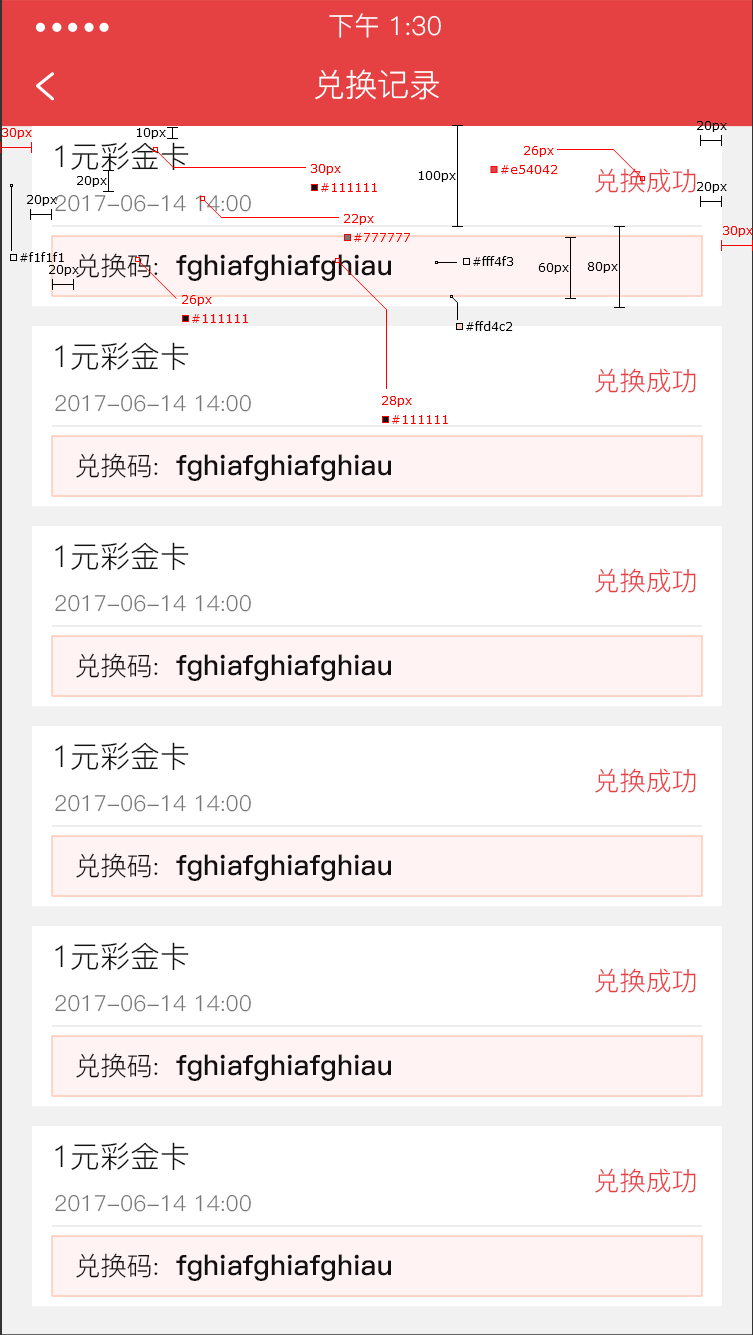 下午 1:30
兑换记录
30px
10px
20px
1元彩金卡
30px
#111111
100px
26px
#e54042
兑换成功
20px
20px
20px
2017-06-14 14:00
22px
#777777
30px
#f1f1f1
20px
兑换码: fghiafghiafghiau
#fff4f3
60px
80px
26px
#111111
#ffd4c2
1元彩金卡
兑换成功
2017-06-14 14:00
28px
#111111
兑换码: fghiafghiafghiau
1元彩金卡
兑换成功
2017-06-14 14:00
兑换码: fghiafghiafghiau
1元彩金卡
兑换成功
2017-06-14 14:00
兑换码: fghiafghiafghiau
1元彩金卡
兑换成功
2017-06-14 14:00
兑换码: fghiafghiafghiau
1元彩金卡
兑换成功
2017-06-14 14:00
兑换码: fghiafghiafghiau